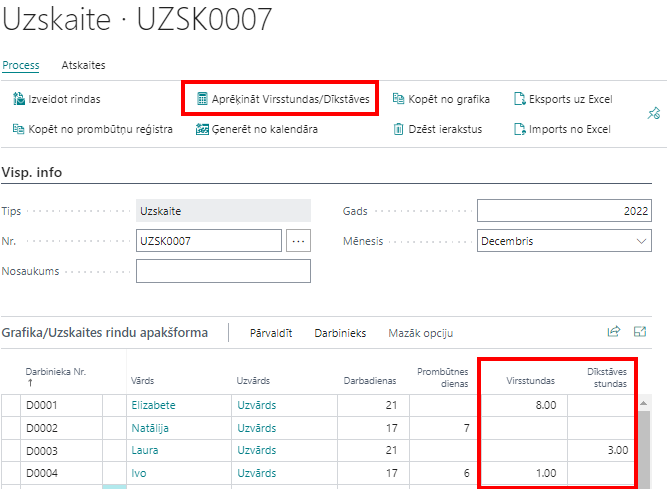 Uzskaite · UZSK0007
Process Atskaites
Izveidot rindas Aprēķināt Virsstundas/Dīkstāves Kopēt no grafika Eksports uz Excel
Kopēt no prombūtņu reģistra Ģenerēt no kalendāra Dzēst ierakstus Imports no Excel
Visp. info
Tips Uzskaite Gads 2022
Nr. UZSK0007 ... Mēnesis Decembris
Nosaukums
Grafika/Uzskaites rindu apakšforma Pārvaldīt Darbinieks Mazāk opciju
Darbinieka Nr. ↑ Vārds Uzvārds Darbadienas Prombūtnes dienas Virsstundas Dīkstāves stundas
D0001 Elizabete Uzvārds 21 8.00
D0002 Natālija Uzvārds 17 7
D0003 Laura Uzvārds 21 3.00
D0004 Ivo Uzvārds 17 6 1.00